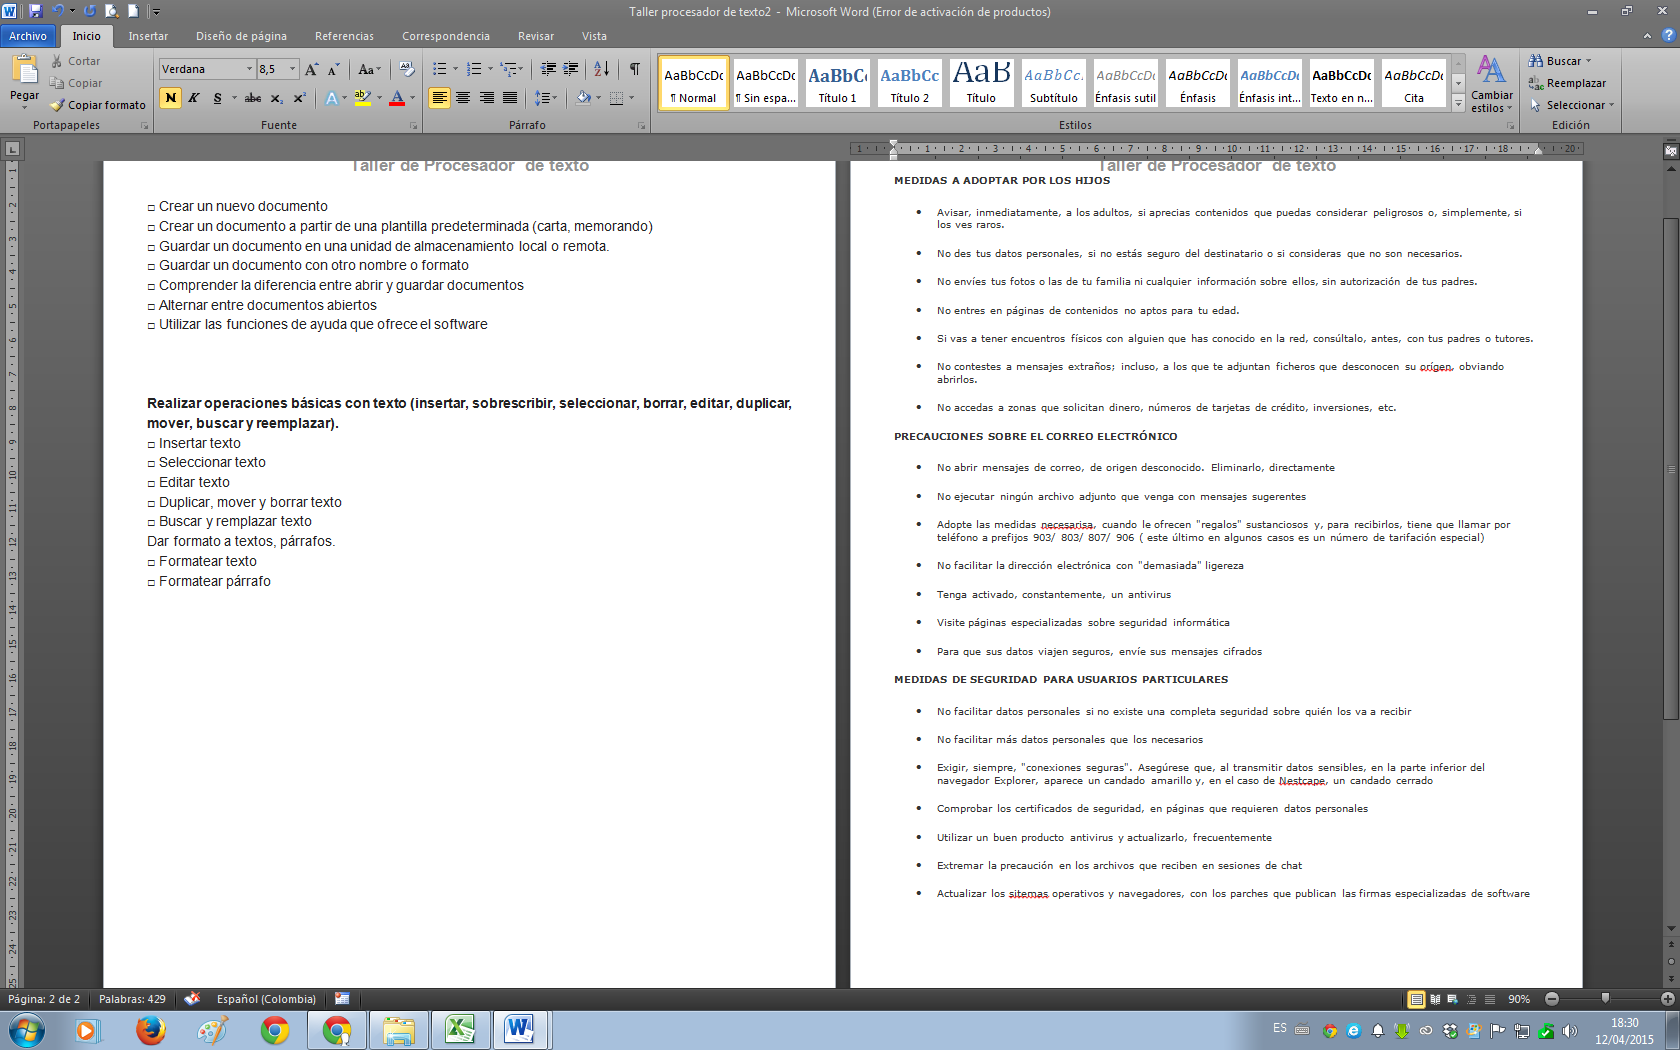 Taller procesador de texto2 - Microsoft Word (Error de activación de productos)
Archivo Inicio Insertar Diseño de página Referencias Correspondencia Revisar Vista
Pegar
Cortar
Copiar
Copiar formato
Portapapeles
Verdana 8,5
N K S abc x₂ x²
Fuente
Párrafo
AaBbCcDc AaBbCcDc AaBbC AaBbCc AaB AaBbCc. AaBbCcDc AaBbCcDc AaBbCcDc AaBbCcDc AaBbCcDc
¶ Normal ¶ Sin espa... Título 1 Título 2 Título Subtítulo Énfasis sutil Énfasis Énfasis int... Texto en n... Cita
Cambiar estilos
Estilos
Buscar
Reemplazar
Seleccionar
Edición
Taller de Procesador de texto
□ Crear un nuevo documento
□ Crear un documento a partir de una plantilla predeterminada (carta, memorando)
□ Guardar un documento en una unidad de almacenamiento local o remota.
□ Guardar un documento con otro nombre o formato
□ Comprender la diferencia entre abrir y guardar documentos
□ Alternar entre documentos abiertos
□ Utilizar las funciones de ayuda que ofrece el software
Realizar operaciones básicas con texto (insertar, sobrescribir, seleccionar, borrar, editar, duplicar,
mover, buscar y reemplazar).
□ Insertar texto
□ Seleccionar texto
□ Editar texto
□ Duplicar, mover y borrar texto
□ Buscar y remplazar texto
Dar formato a textos, párrafos.
□ Formatear texto
□ Formatear párrafo
Taller de Procesador de texto
MEDIDAS A ADOPTAR POR LOS HIJOS
• Avisar, inmediatamente, a los adultos, si aprecias contenidos que puedas considerar peligrosos o, simplemente, si
los ves raros.
• No des tus datos personales, si no estás seguro del destinatario o si consideras que no son necesarios.
• No envíes tus fotos o las de tu familia ni cualquier información sobre ellos, sin autorización de tus padres.
• No entres en páginas de contenidos no aptos para tu edad.
• Si vas a tener encuentros físicos con alguien que has conocido en la red, consúltalo, antes, con tus padres o tutores.
• No contestes a mensajes extraños; incluso, a los que te adjuntan ficheros que desconocen su orígen, obviando
abrirlos.
• No accedas a zonas que solicitan dinero, números de tarjetas de crédito, inversiones, etc.
PRECAUCIONES SOBRE EL CORREO ELECTRÓNICO
• No abrir mensajes de correo, de origen desconocido. Eliminarlo, directamente
• No ejecutar ningún archivo adjunto que venga con mensajes sugerentes
• Adopte las medidas necesarisa, cuando le ofrecen "regalos" sustanciosos y, para recibirlos, tiene que llamar por
teléfono a prefijos 903/ 803/ 807/ 906 ( este último en algunos casos es un número de tarifación especial)
• No facilitar la dirección electrónica con "demasiada" ligereza
• Tenga activado, constantemente, un antivirus
• Visite páginas especializadas sobre seguridad informática
• Para que sus datos viajen seguros, envíe sus mensajes cifrados
MEDIDAS DE SEGURIDAD PARA USUARIOS PARTICULARES
• No facilitar datos personales si no existe una completa seguridad sobre quién los va a recibir
• No facilitar más datos personales que los necesarios
• Exigir, siempre, "conexiones seguras". Asegúrese que, al transmitir datos sensibles, en la parte inferior del
navegador Explorer, aparece un candado amarillo y, en el caso de Nestcape, un candado cerrado
• Comprobar los certificados de seguridad, en páginas que requieren datos personales
• Utilizar un buen producto antivirus y actualizarlo, frecuentemente
• Extremar la precaución en los archivos que reciben en sesiones de chat
• Actualizar los sitemas operativos y navegadores, con los parches que publican las firmas especializadas de software
Página: 2 de 2 Palabras: 429 Español (Colombia) 90%
ES 18:30
12/04/2015